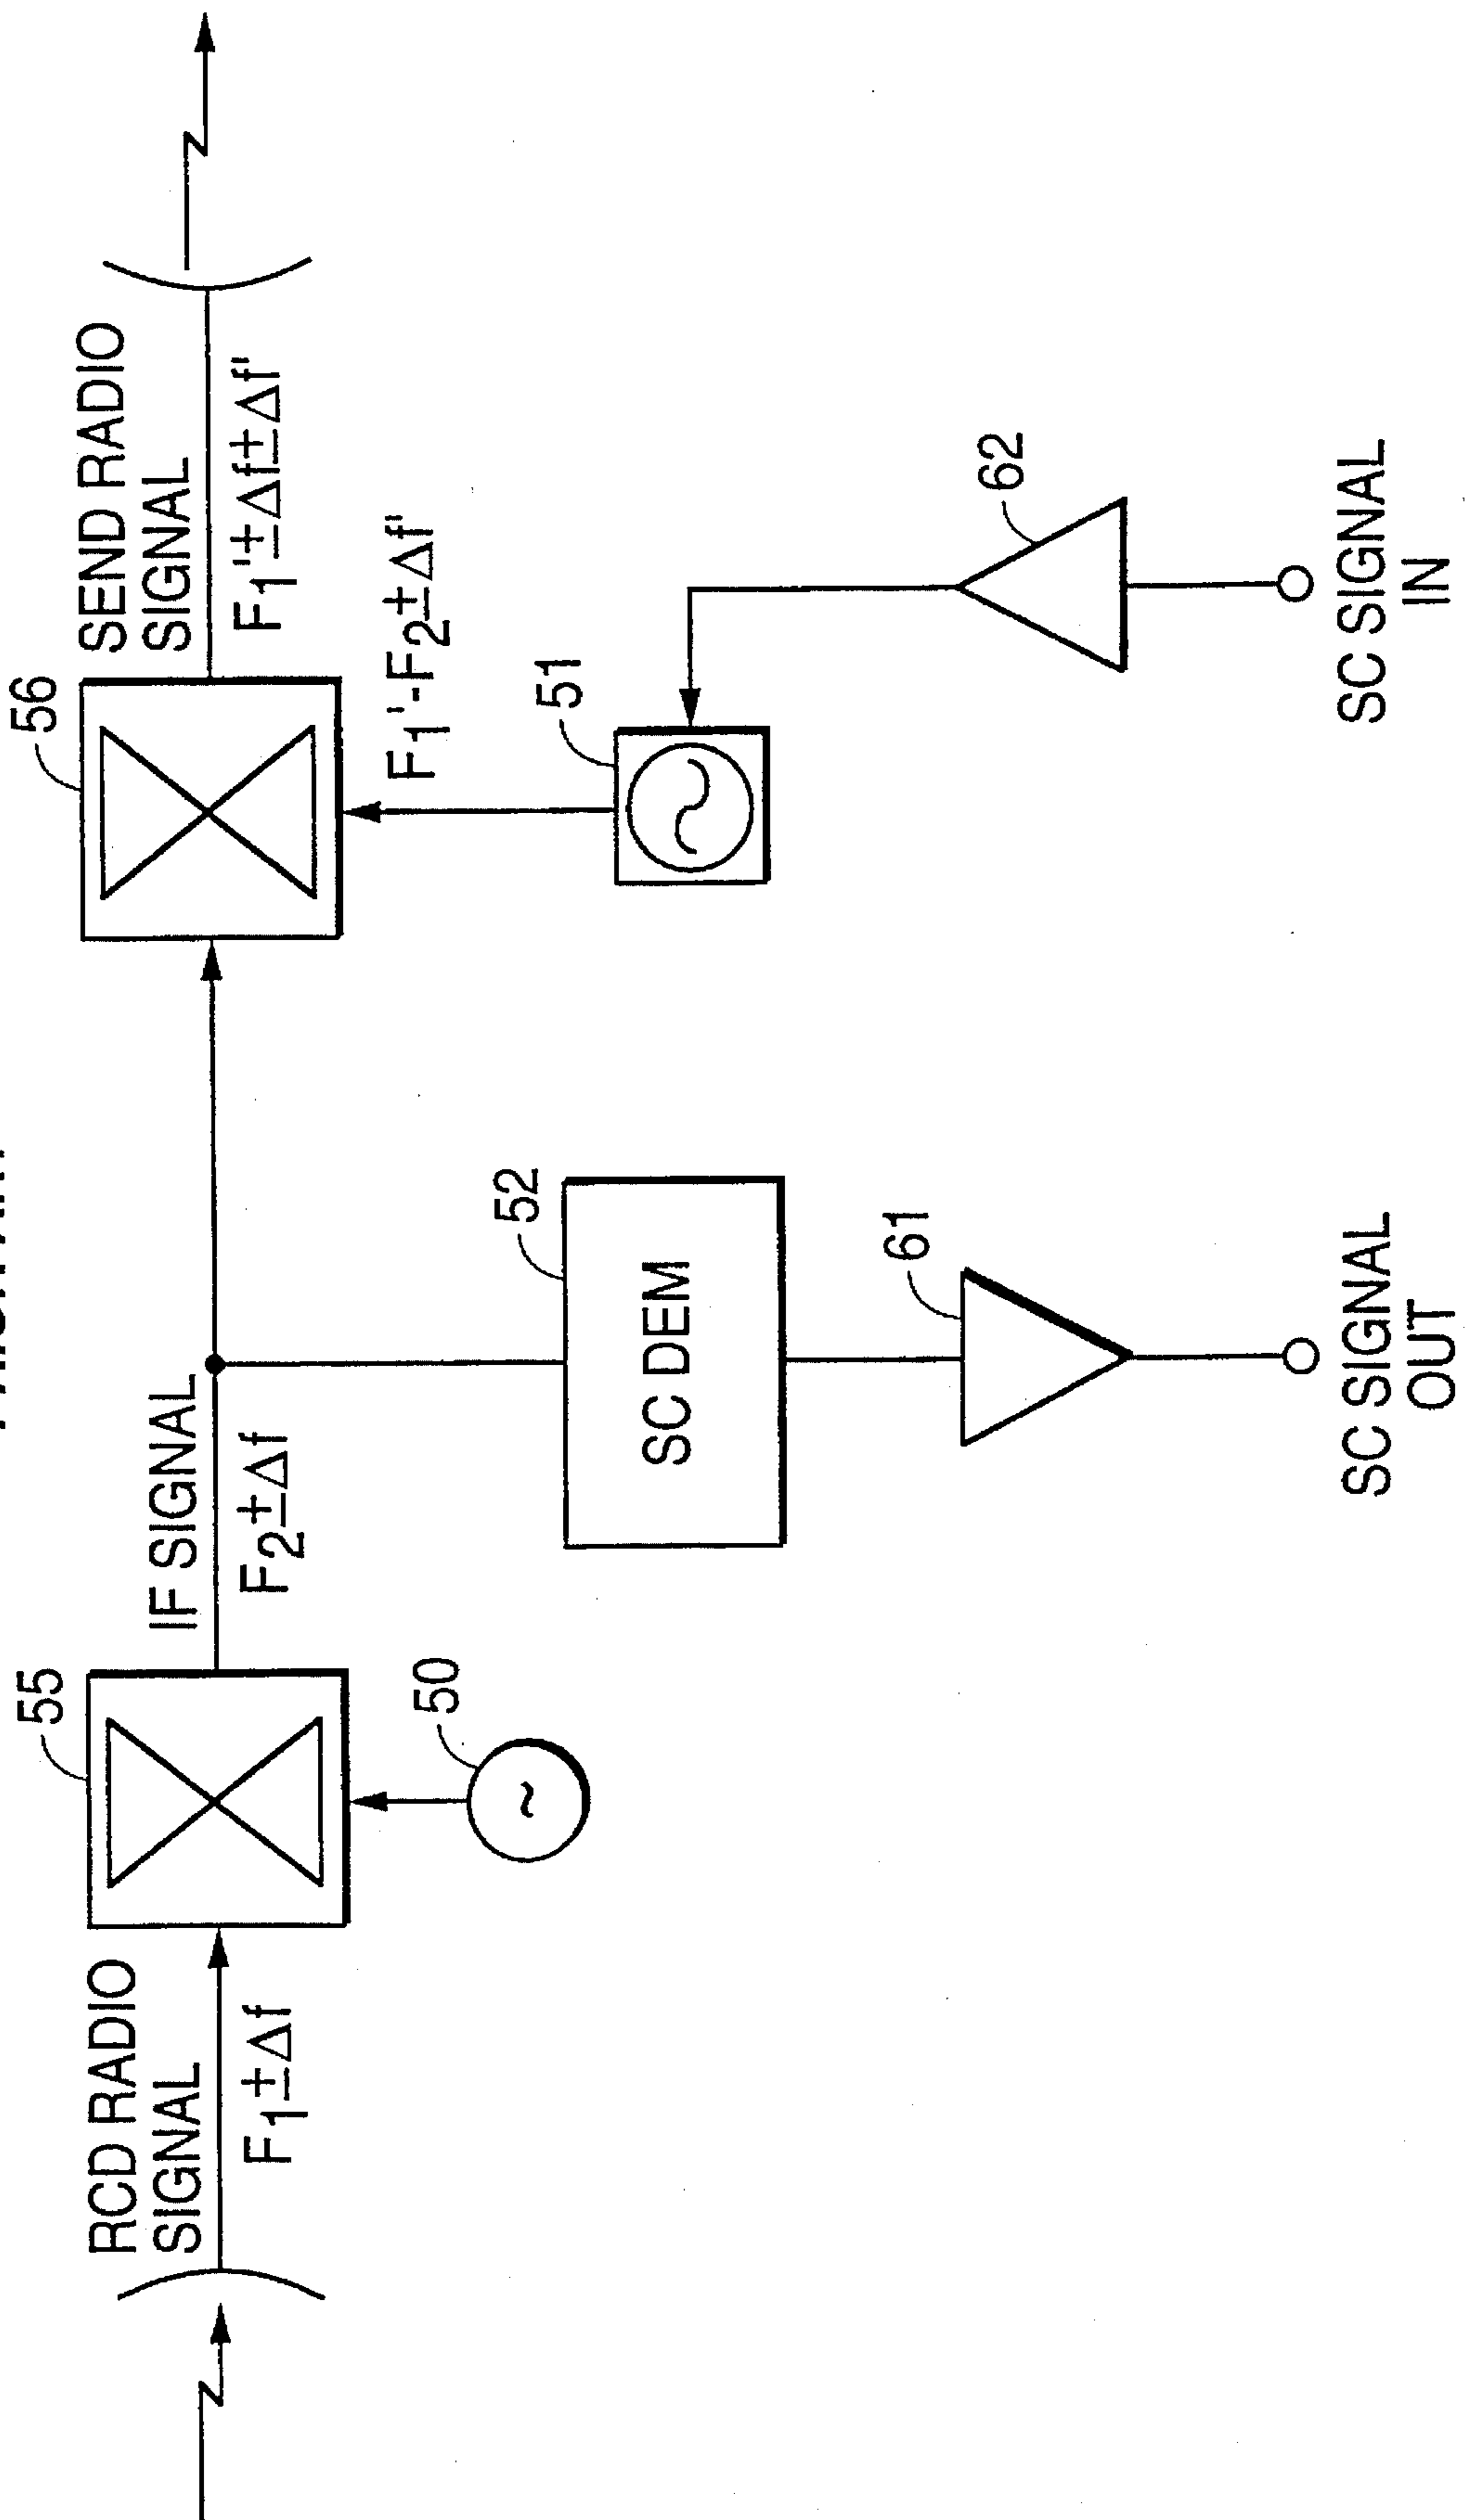 55
56
RCD RADIO
SIGNAL
IF SIGNAL
SEND RADIO
SIGNAL
F1±Δf
F2±Δf
F1'±Δf±Δf"
F1'-F2±Δf"
50
52
51
SC DEM
61
62
SC SIGNAL
OUT
SC SIGNAL
IN